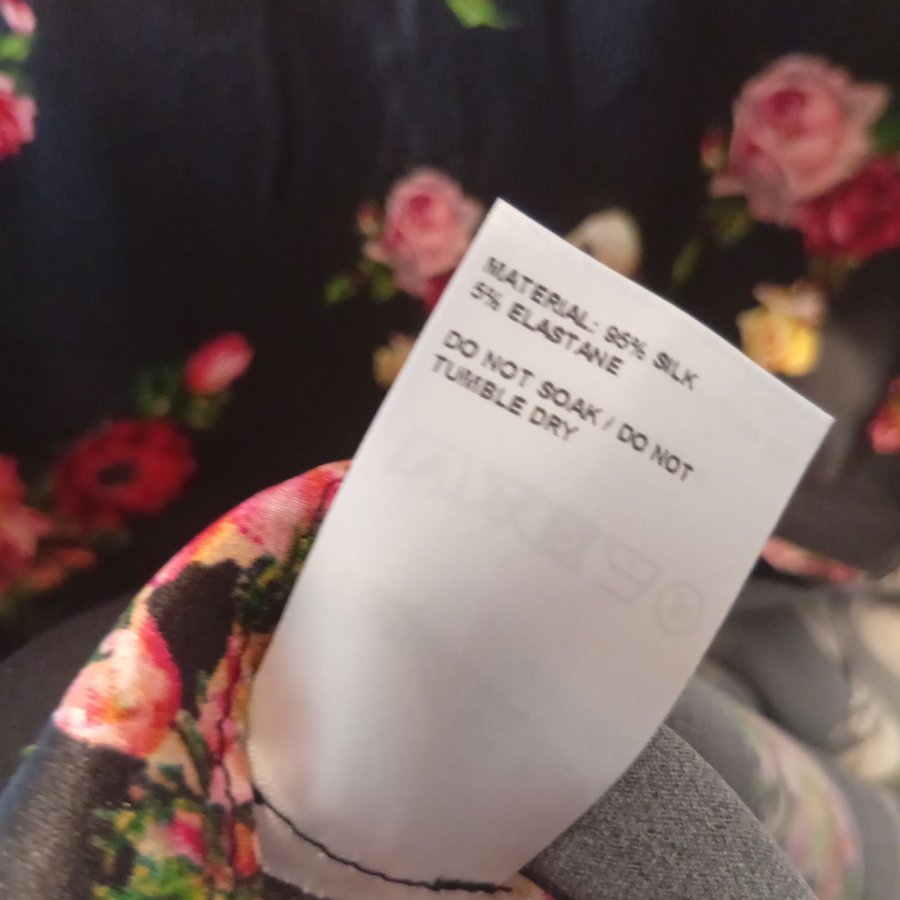 MATERIAL: 95% SILK
5% ELASTANE
DO NOT SOAK / DO NOT
TUMBLE DRY